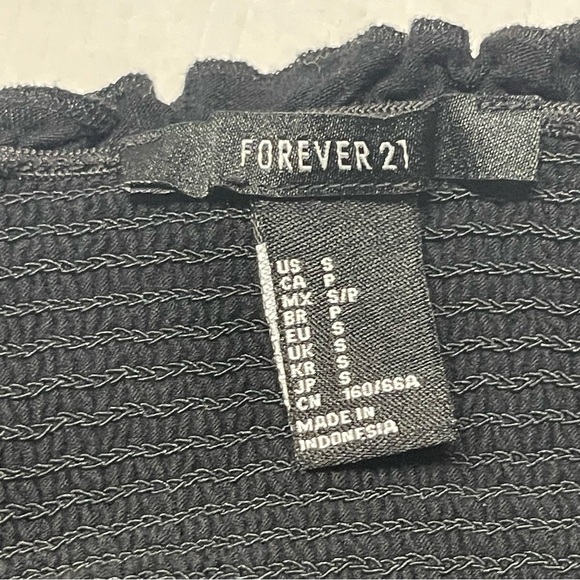 FOREVER 21
US S
CA P
MX S/P
BR P
EU S
UK S
KR S
JP S
CN 160/66A
MADE IN
INDONESIA